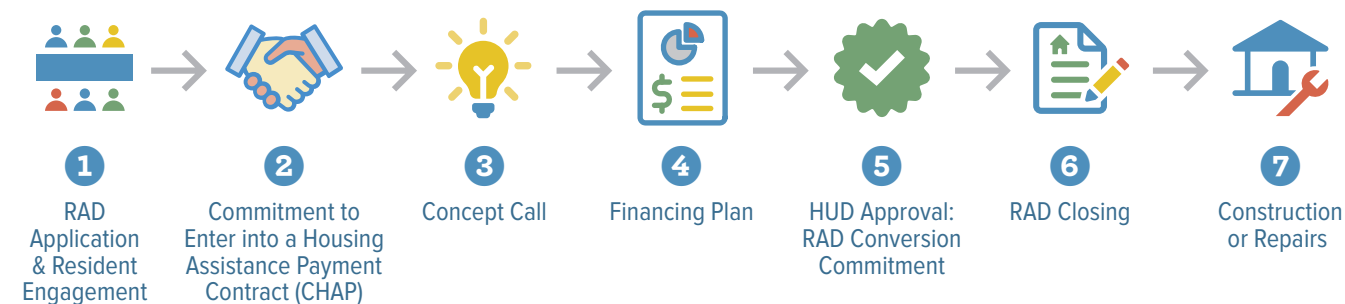 $
1
RAD
Application
& Resident
Engagement
2
Commitment to
Enter into a Housing
Assistance Payment
Contract (CHAP)
3
Concept Call
4
Financing Plan
5
HUD Approval:
RAD Conversion
Commitment
6
RAD Closing
7
Construction
or Repairs